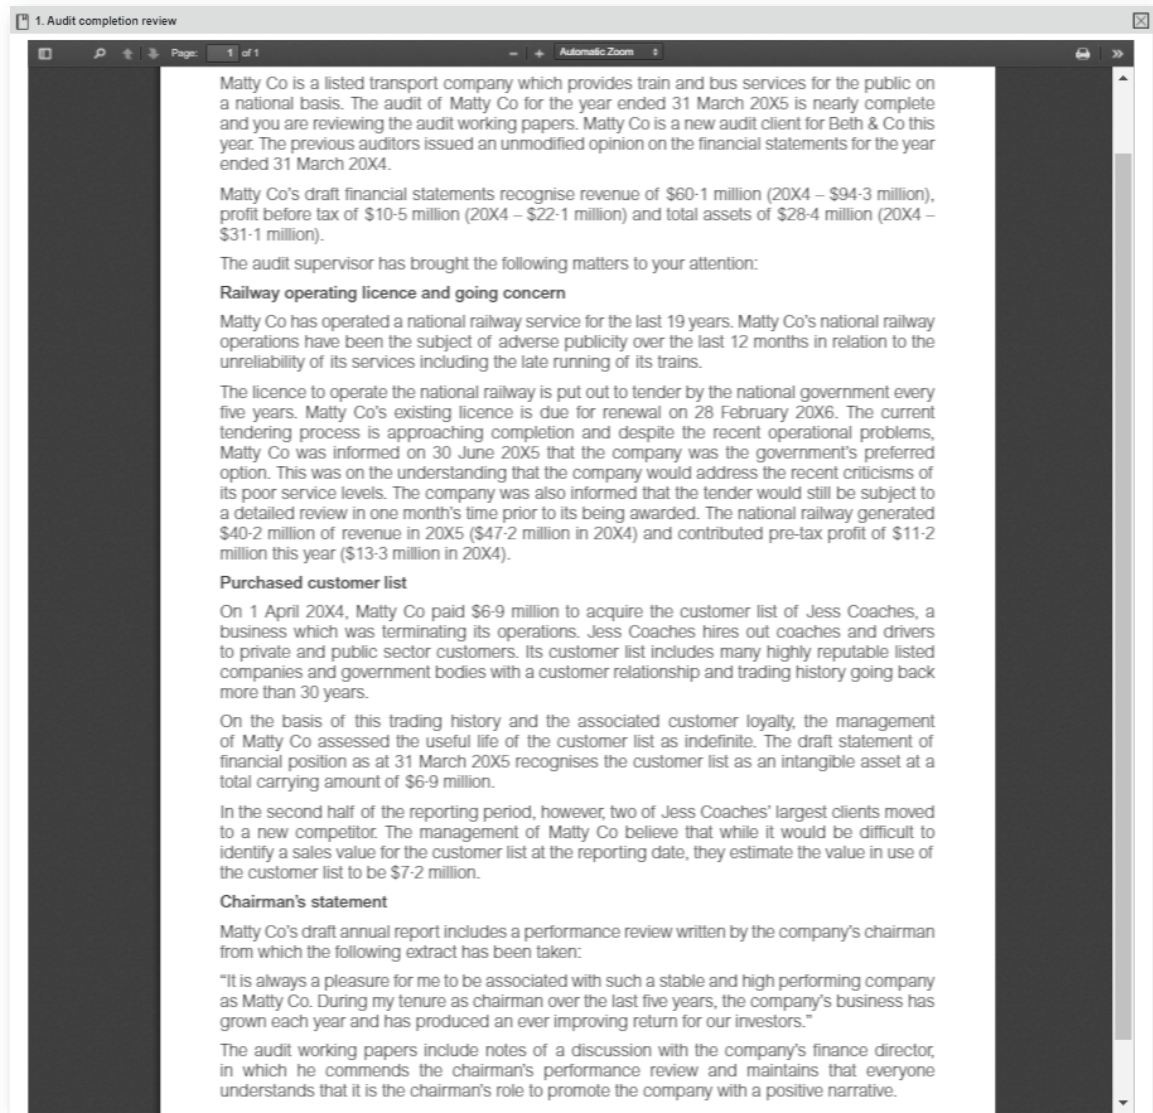 1. Audit completion review
Page: 1 of 1
Automatic Zoom
Matty Co is a listed transport company which provides train and bus services for the public on
a national basis. The audit of Matty Co for the year ended 31 March 20X5 is nearly complete
and you are reviewing the audit working papers. Matty Co is a new audit client for Beth & Co this
year. The previous auditors issued an unmodified opinion on the financial statements for the year
ended 31 March 20X4.
Matty Co's draft financial statements recognise revenue of $60·1 million (20X4 – $94·3 million),
profit before tax of $10·5 million (20X4 – $22·1 million) and total assets of $28·4 million (20X4 –
$31·1 million).
The audit supervisor has brought the following matters to your attention:
Railway operating licence and going concern
Matty Co has operated a national railway service for the last 19 years. Matty Co's national railway
operations have been the subject of adverse publicity over the last 12 months in relation to the
unreliability of its services including the late running of its trains.
The licence to operate the national railway is put out to tender by the national government every
five years. Matty Co's existing licence is due for renewal on 28 February 20X6. The current
tendering process is approaching completion and despite the recent operational problems,
Matty Co was informed on 30 June 20X5 that the company was the government's preferred
option. This was on the understanding that the company would address the recent criticisms of
its poor service levels. The company was also informed that the tender would still be subject to
a detailed review in one month's time prior to its being awarded. The national railway generated
$40·2 million of revenue in 20X5 ($47·2 million in 20X4) and contributed pre-tax profit of $11·2
million this year ($13·3 million in 20X4).
Purchased customer list
On 1 April 20X4, Matty Co paid $6·9 million to acquire the customer list of Jess Coaches, a
business which was terminating its operations. Jess Coaches hires out coaches and drivers
to private and public sector customers. Its customer list includes many highly reputable listed
companies and government bodies with a customer relationship and trading history going back
more than 30 years.
On the basis of this trading history and the associated customer loyalty, the management
of Matty Co assessed the useful life of the customer list as indefinite. The draft statement of
financial position as at 31 March 20X5 recognises the customer list as an intangible asset at a
total carrying amount of $6·9 million.
In the second half of the reporting period, however, two of Jess Coaches' largest clients moved
to a new competitor. The management of Matty Co believe that while it would be difficult to
identify a sales value for the customer list at the reporting date, they estimate the value in use of
the customer list to be $7·2 million.
Chairman's statement
Matty Co's draft annual report includes a performance review written by the company's chairman
from which the following extract has been taken:
"It is always a pleasure for me to be associated with such a stable and high performing company
as Matty Co. During my tenure as chairman over the last five years, the company's business has
grown each year and has produced an ever improving return for our investors."
The audit working papers include notes of a discussion with the company's finance director,
in which he commends the chairman's performance review and maintains that everyone
understands that it is the chairman's role to promote the company with a positive narrative.